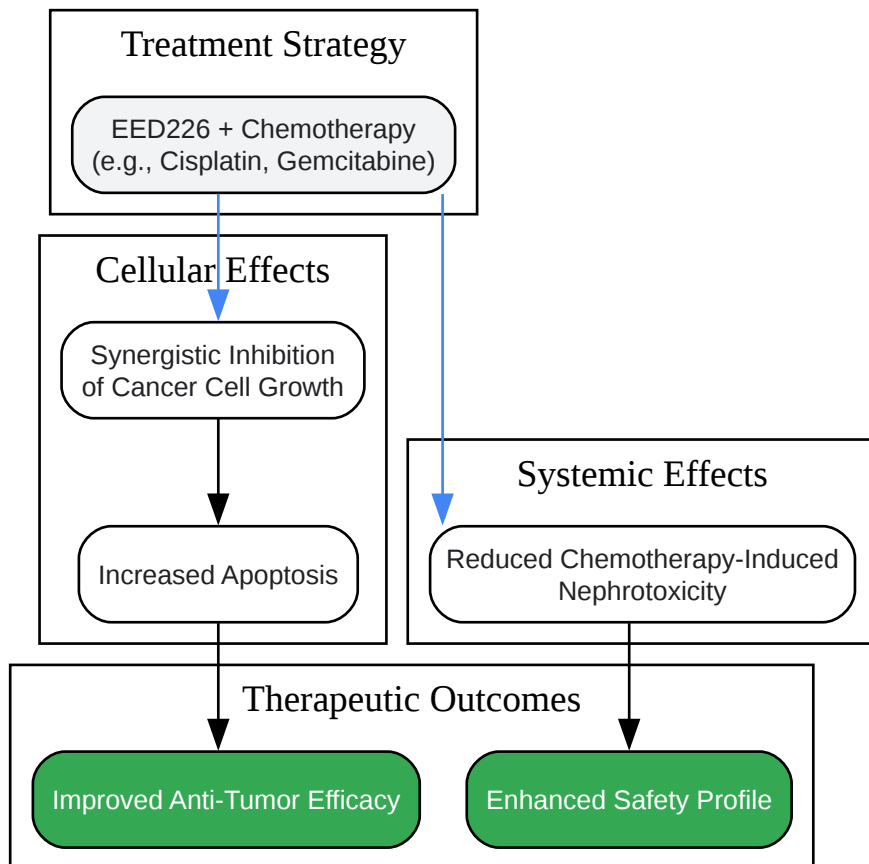 Treatment Strategy
EED226 + Chemotherapy
(e.g., Cisplatin, Gemcitabine)
Cellular Effects
Synergistic Inhibition
of Cancer Cell Growth
Increased Apoptosis
Systemic Effects
Reduced Chemotherapy-Induced
Nephrotoxicity
Therapeutic Outcomes
Improved Anti-Tumor Efficacy
Enhanced Safety Profile